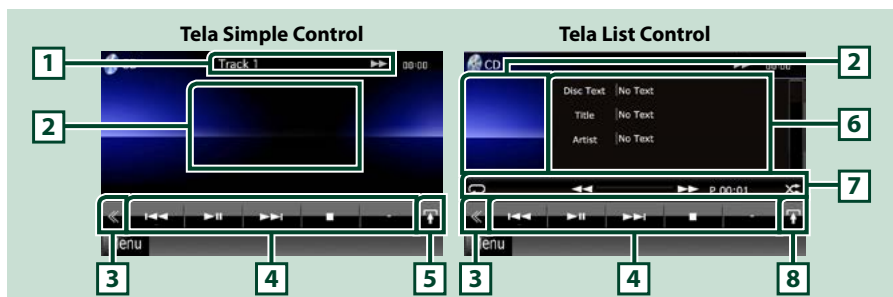 Tela Simple Control
Tela List Control
1
Track 1
00:00
2
CD
2
Disc Text No Text
Title No Text
Artist No Text
6
P 00:01
7
enu
enu
3
4
5
3
4
8